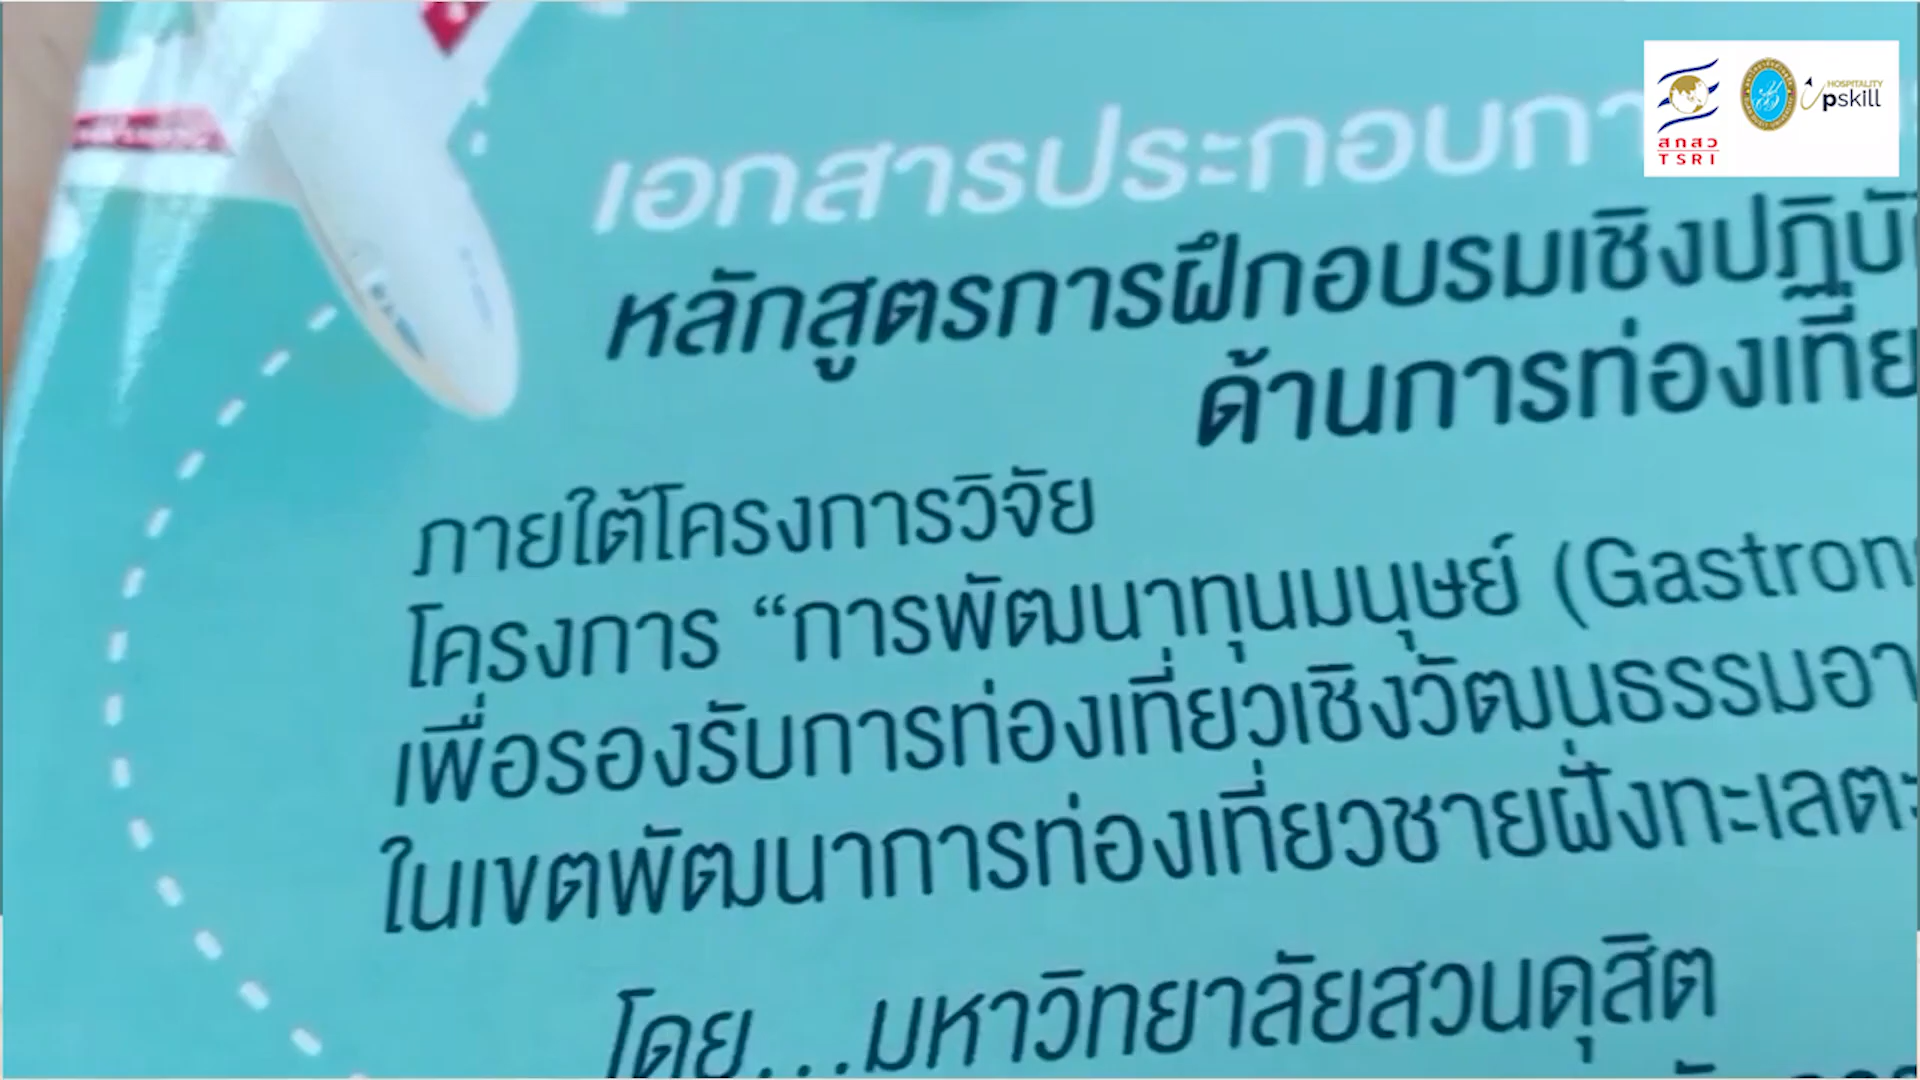 HOSPITALITY
upskill
สกสว
TSRI
เอกสารประกอบกา
หลักสูตรการฝึกอบรมเชิงปฏิบัติ
ด้านการท่องเที่ย
ภายใต้โครงการวิจัย
โครงการ “การพัฒนาทุนมนุษย์ (Gastron
เพื่อรองรับการท่องเที่ยวเชิงวัฒนธรรมอา
ในเขตพัฒนาการท่องเที่ยวชายฝั่งทะเลตะ
โดย...มหาวิทยาลัยสวนดุสิต